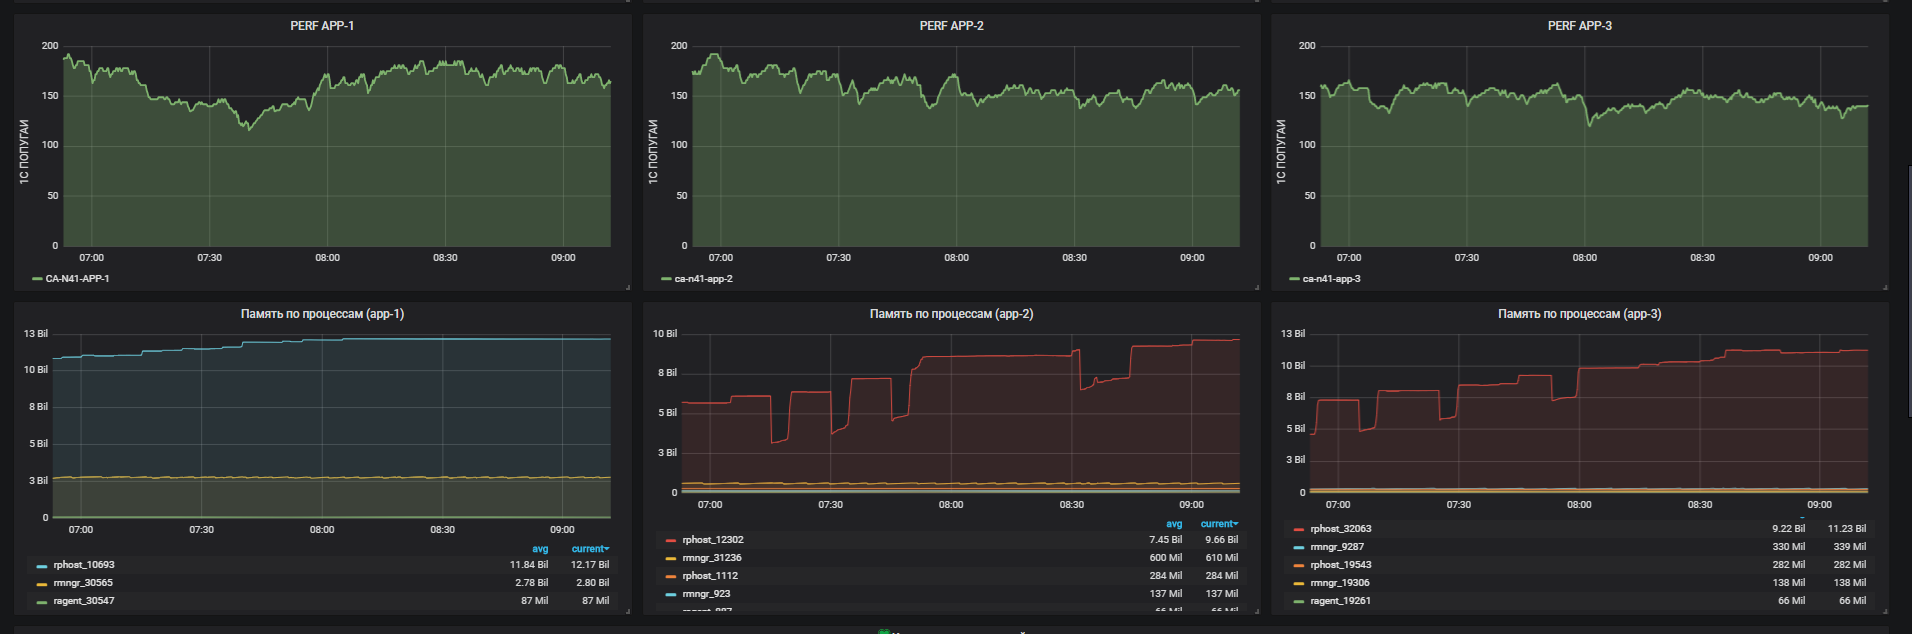 PERF APP-1
200
150
100
50
0
1С ПОПУГАИ
07:00 07:30 08:00 08:30 09:00
CA-N41-APP-1
PERF APP-2
200
150
100
50
0
1С ПОПУГАИ
07:00 07:30 08:00 08:30 09:00
ca-n41-app-2
PERF APP-3
200
150
100
50
0
1С ПОПУГАИ
07:00 07:30 08:00 08:30 09:00
ca-n41-app-3
Память по процессам (app-1)
13 Bil
10 Bil
8 Bil
5 Bil
3 Bil
0
07:00 07:30 08:00 08:30 09:00
avg current
rphost_10693 11.84 Bil 12.17 Bil
rmngr_30565 2.78 Bil 2.80 Bil
ragent_30547 87 Mil 87 Mil
Память по процессам (app-2)
10 Bil
8 Bil
5 Bil
3 Bil
0
07:00 07:30 08:00 08:30 09:00
avg current
rphost_12302 7.45 Bil 9.66 Bil
rmngr_31236 600 Mil 610 Mil
rphost_1112 284 Mil 284 Mil
rmngr_923 137 Mil 137 Mil
Память по процессам (app-3)
13 Bil
10 Bil
8 Bil
5 Bil
3 Bil
0
07:00 07:30 08:00 08:30 09:00
rphost_32063 9.22 Bil 11.23 Bil
rmngr_9287 330 Mil 339 Mil
rphost_19543 282 Mil 282 Mil
rmngr_19306 138 Mil 138 Mil
ragent_19261 66 Mil 66 Mil